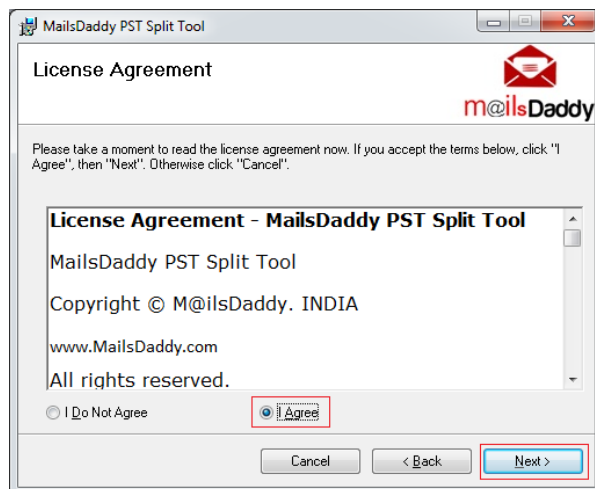 MailsDaddy PST Split Tool
License Agreement
m@ilsDaddy
Please take a moment to read the license agreement now. If you accept the terms below, click "I
Agree", then "Next". Otherwise click "Cancel".
License Agreement - MailsDaddy PST Split Tool
MailsDaddy PST Split Tool
Copyright © M@ilsDaddy. INDIA
www.MailsDaddy.com
All rights reserved.
I Do Not Agree
I Agree
Cancel
< Back
Next >